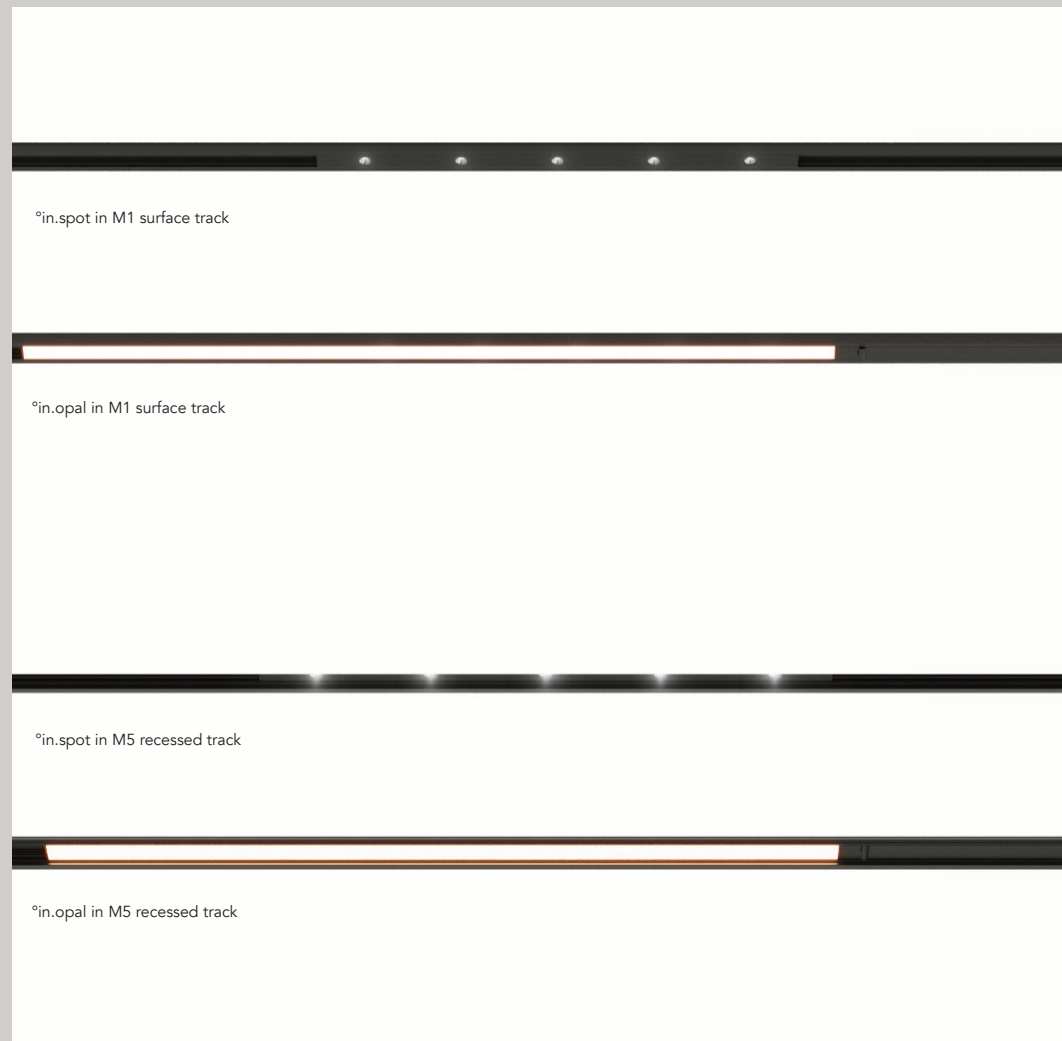 °in.spot in M1 surface track
°in.opal in M1 surface track
°in.spot in M5 recessed track
°in.opal in M5 recessed track